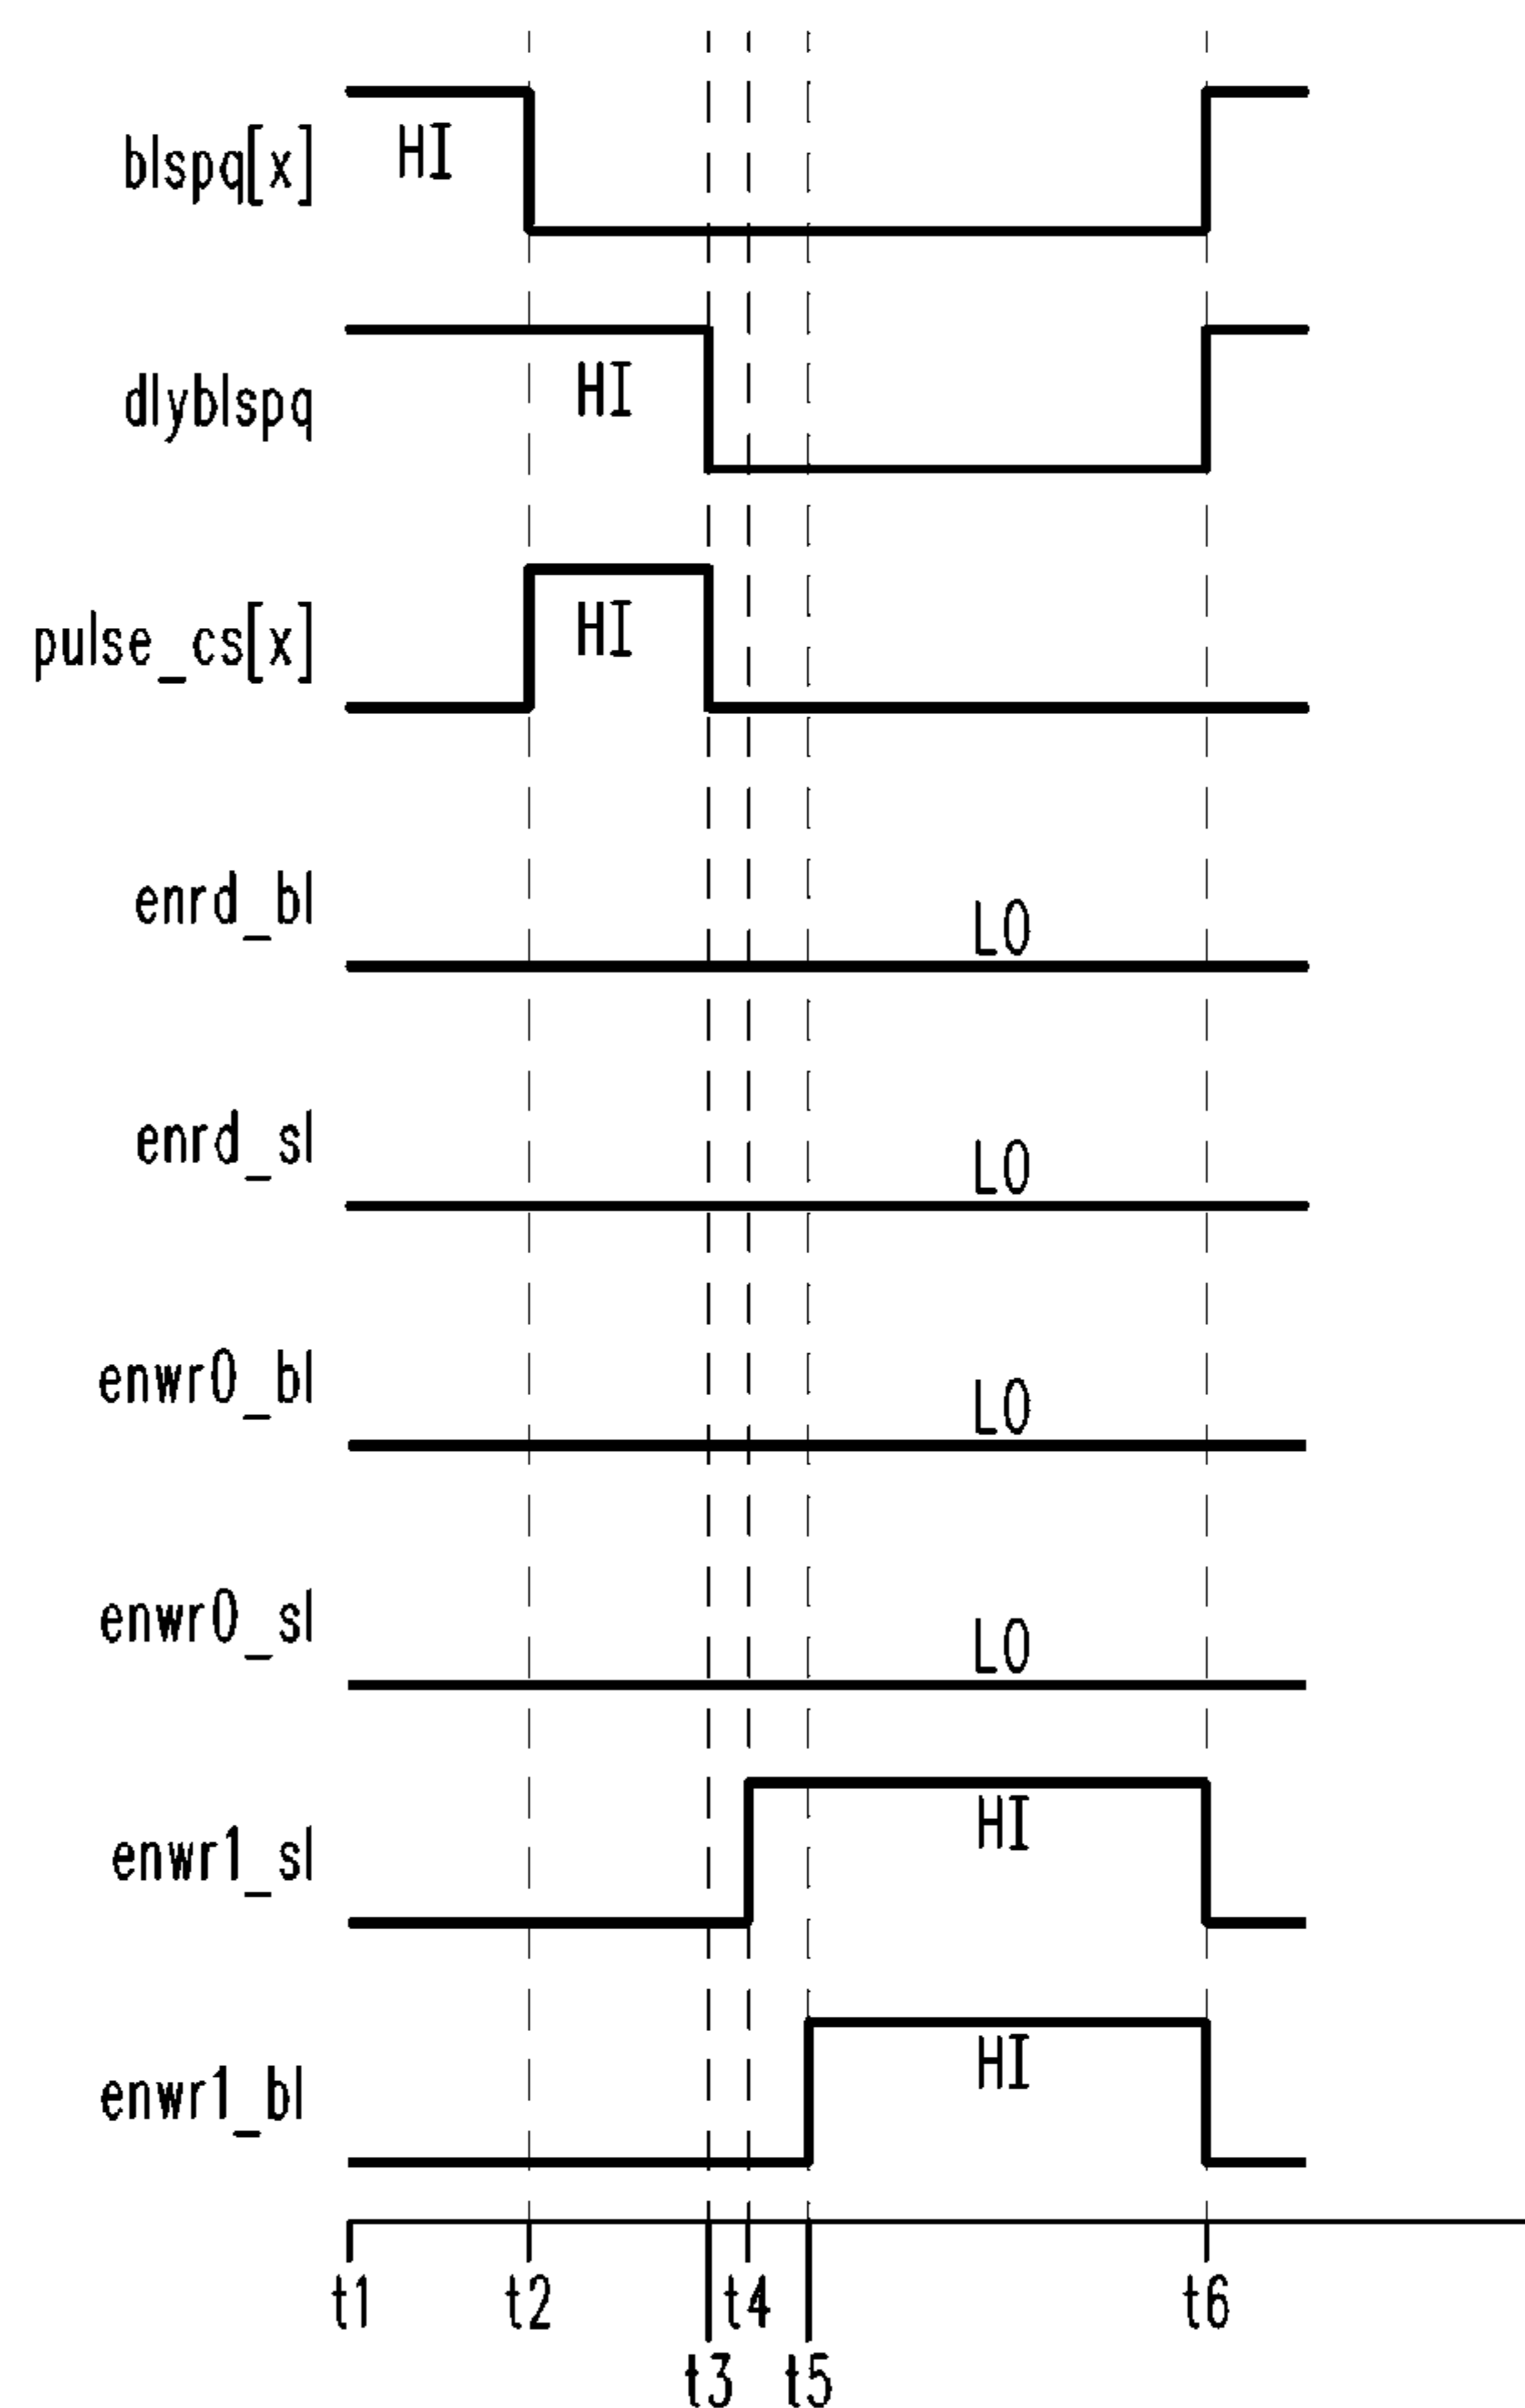 blspq[x]
HI
dlyblspq
HI
pulse_cs[x]
HI
enrd_bl
LO
enrd_sl
LO
enwr0_bl
LO
enwr0_sl
LO
enwr1_sl
HI
enwr1_bl
HI
t1 t2 t4 t6
t3 t5